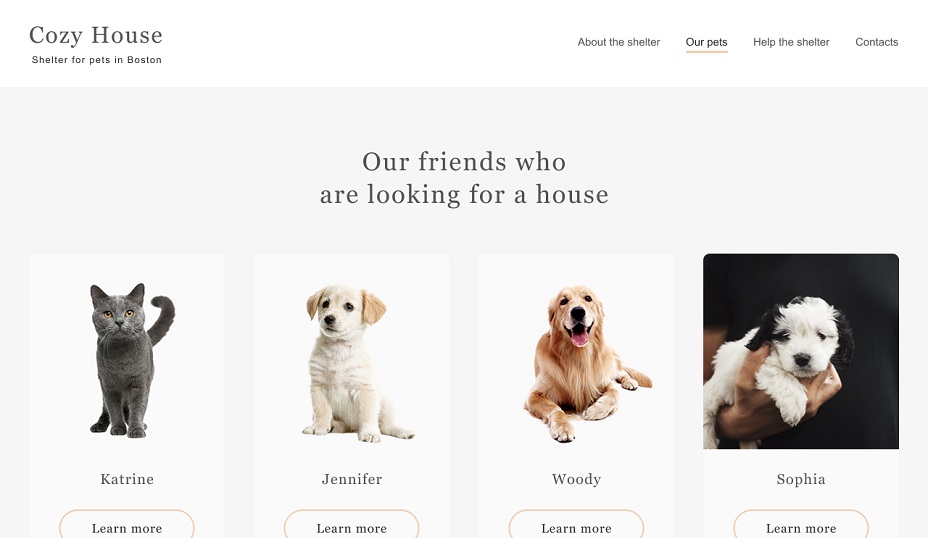 Cozy House
Shelter for pets in Boston
About the shelter
Our pets
Help the shelter
Contacts
Our friends who
are looking for a house
Katrine
Jennifer
Woody
Sophia
Learn more
Learn more
Learn more
Learn more